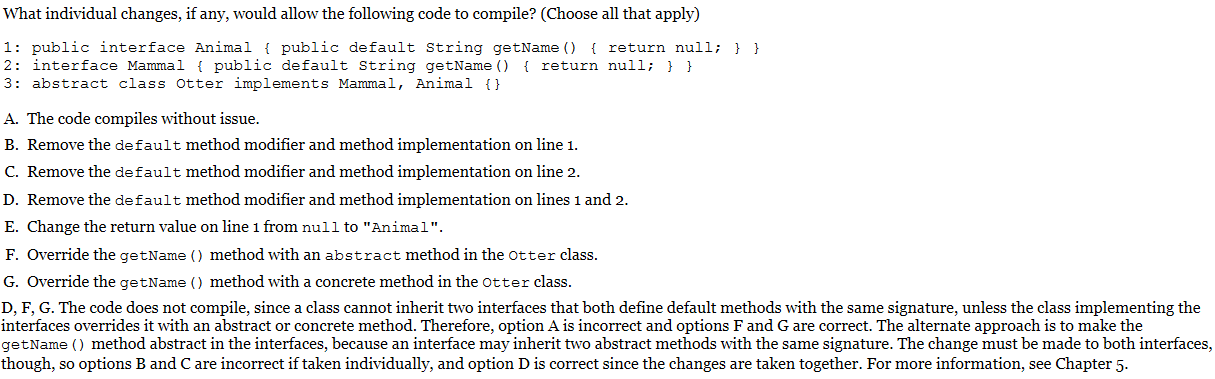 What individual changes, if any, would allow the following code to compile? (Choose all that apply)
1: public interface Animal { public default String getName() { return null; } }
2: interface Mammal { public default String getName() { return null; } }
3: abstract class Otter implements Mammal, Animal {}
A. The code compiles without issue.
B. Remove the default method modifier and method implementation on line 1.
C. Remove the default method modifier and method implementation on line 2.
D. Remove the default method modifier and method implementation on lines 1 and 2.
E. Change the return value on line 1 from null to "Animal".
F. Override the getName() method with an abstract method in the Otter class.
G. Override the getName() method with a concrete method in the Otter class.
D, F, G. The code does not compile, since a class cannot inherit two interfaces that both define default methods with the same signature, unless the class implementing the
interfaces overrides it with an abstract or concrete method. Therefore, option A is incorrect and options F and G are correct. The alternate approach is to make the
getName() method abstract in the interfaces, because an interface may inherit two abstract methods with the same signature. The change must be made to both interfaces,
though, so options B and C are incorrect if taken individually, and option D is correct since the changes are taken together. For more information, see Chapter 5.